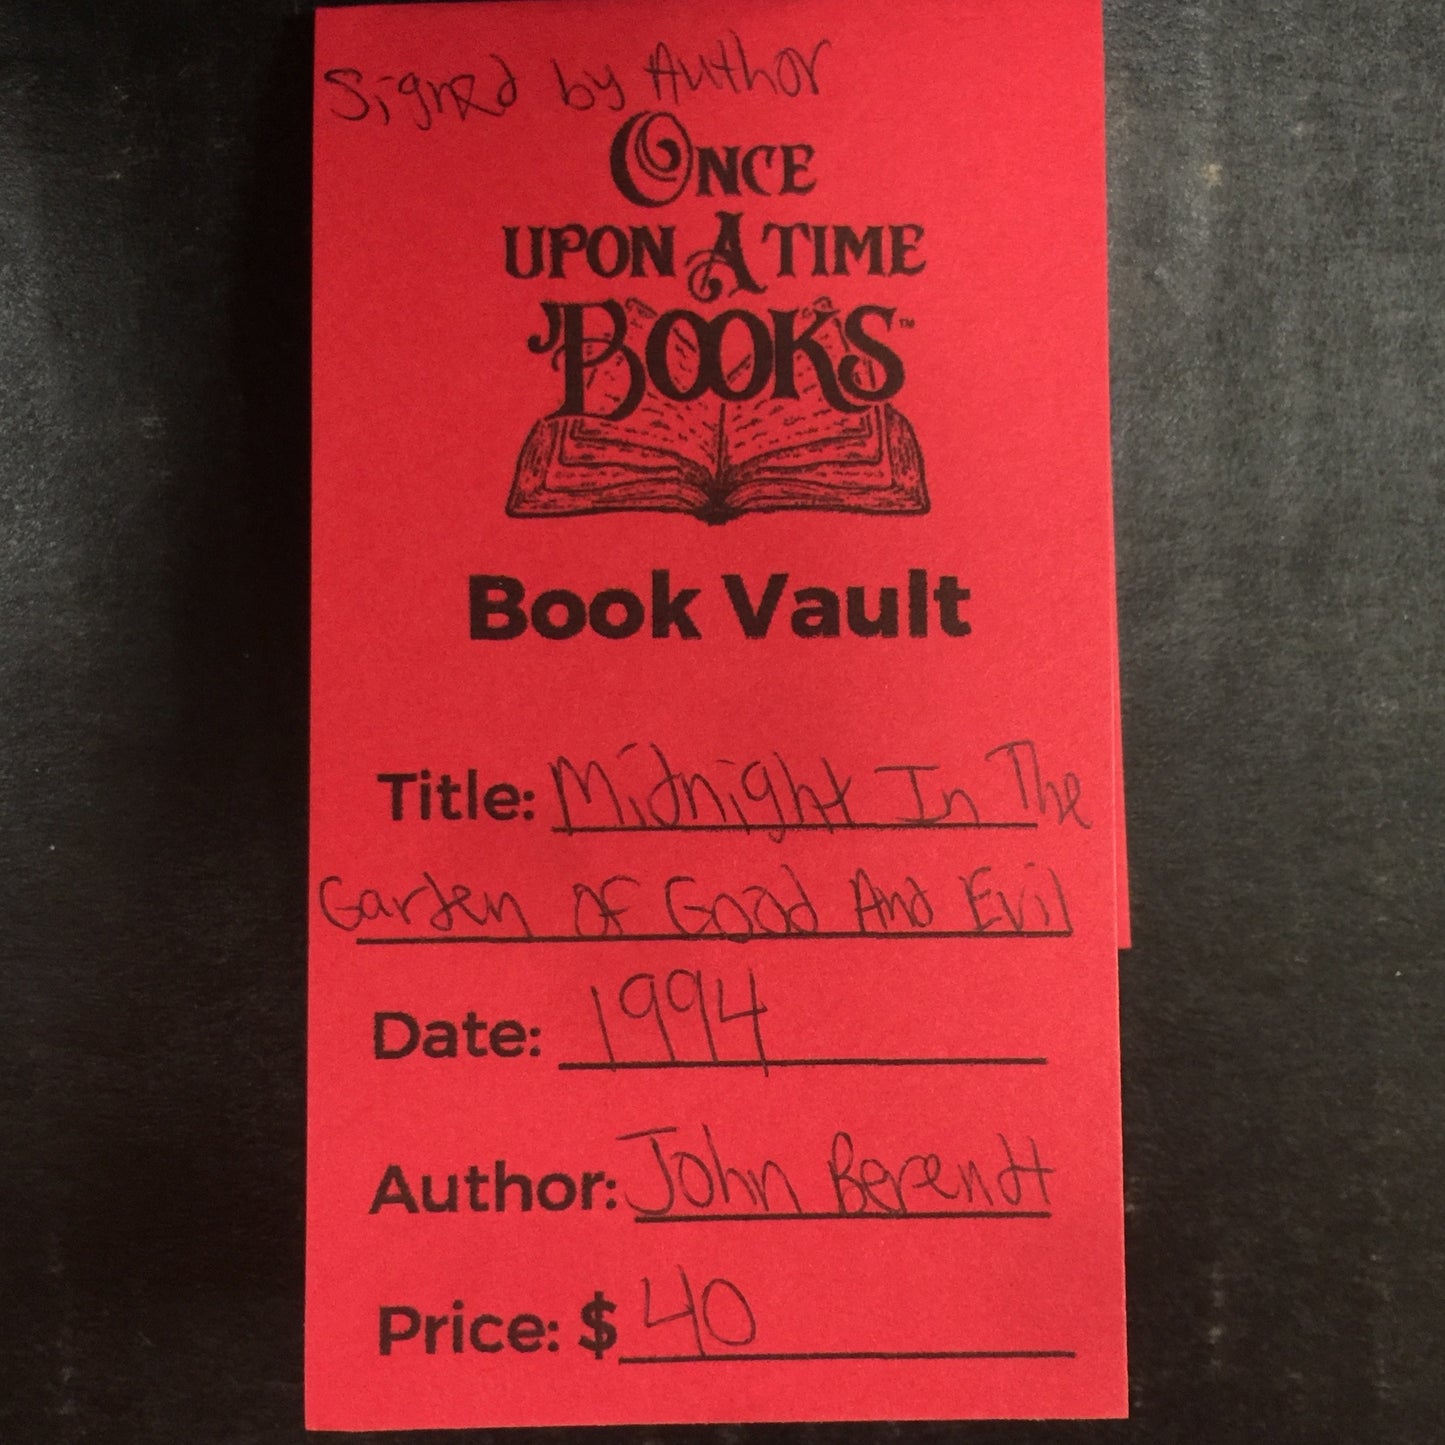 Signed by Author
ONCE
UPON A TIME
BOOKS™
Book Vault
Title: Midnight In The
Garden OF Good And Evil
Date: 1994
Author: John Berendt
Price: $ 40